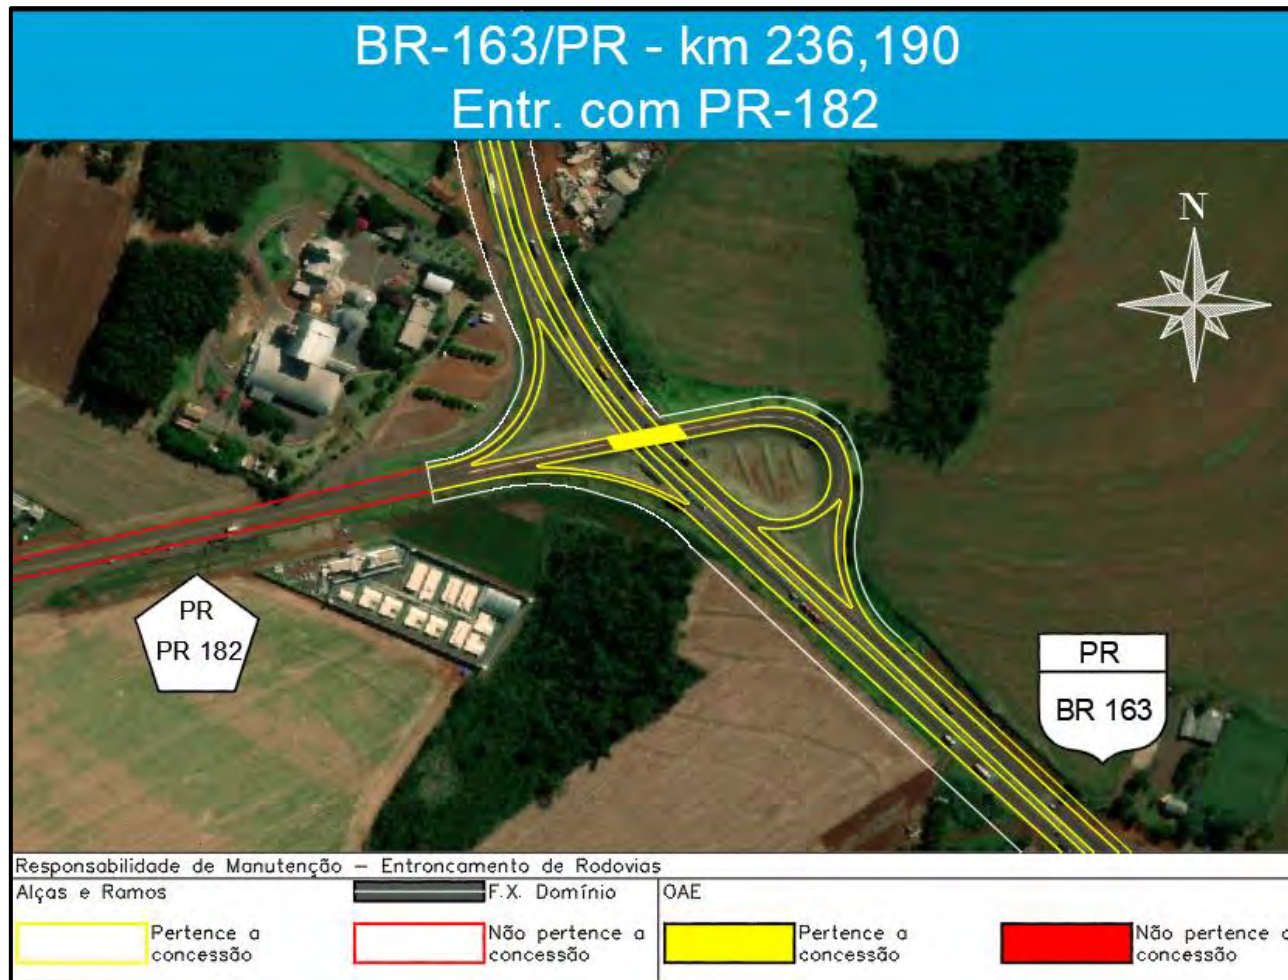 BR-163/PR - km 236,190
Entr. com PR-182
N
PR
PR 182
PR
BR 163
Responsabilidade de Manutenção – Entroncamento de Rodovias
Alças e Ramos
F.X. Domínio
OAE
Pertence a
concessão
Não pertence a
concessão
Pertence a
concessão
Não pertence a
concessão